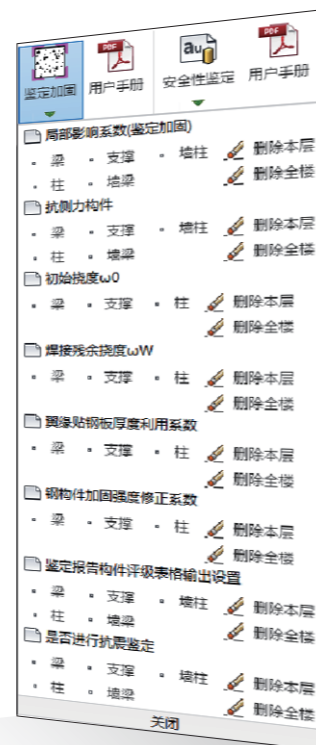 PDF
au
PDF
鉴定加固 用户手册 安全性鉴定 用户手册
局部影响系数(鉴定加固)
梁 支撑 墙柱 删除本层
柱 墙梁 删除全楼
抗侧力构件
梁 支撑 墙柱 删除本层
柱 墙梁 删除全楼
初始挠度ω0
梁 支撑 柱 删除本层
删除全楼
焊接残余挠度ωW
梁 支撑 柱 删除本层
删除全楼
翼缘贴钢板厚度利用系数
梁 支撑 柱 删除本层
删除全楼
钢构件加固强度修正系数
梁 支撑 柱 删除本层
删除全楼
鉴定报告构件评级表格输出设置
梁 支撑 墙柱 删除本层
柱 墙梁 删除全楼
是否进行抗震鉴定
梁 支撑 墙柱 删除本层
柱 墙梁 删除全楼
关闭